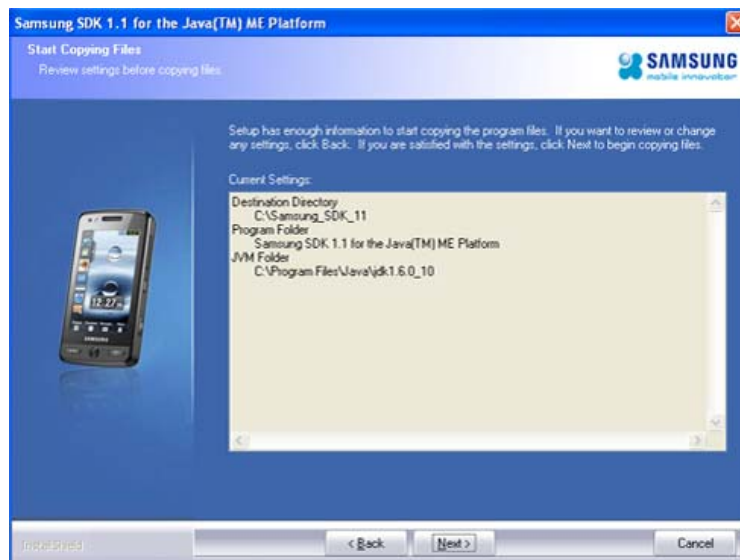 Samsung SDK 1.1 for the Java(TM) ME Platform
Start Copying Files
Review settings before copying files.
SAMSUNG
mobile innovator
Setup has enough information to start copying the program files. If you want to review or change
any settings, click Back. If you are satisfied with the settings, click Next to begin copying files.
Current Settings:
Destination Directory
C:\Samsung_SDK_11
Program Folder
Samsung SDK 1.1 for the Java(TM) ME Platform
JVM Folder
C:\Program Files\Java\jdk1.6.0_10
12:27
SAMSUNG
InstallShield
< Back
Next >
Cancel